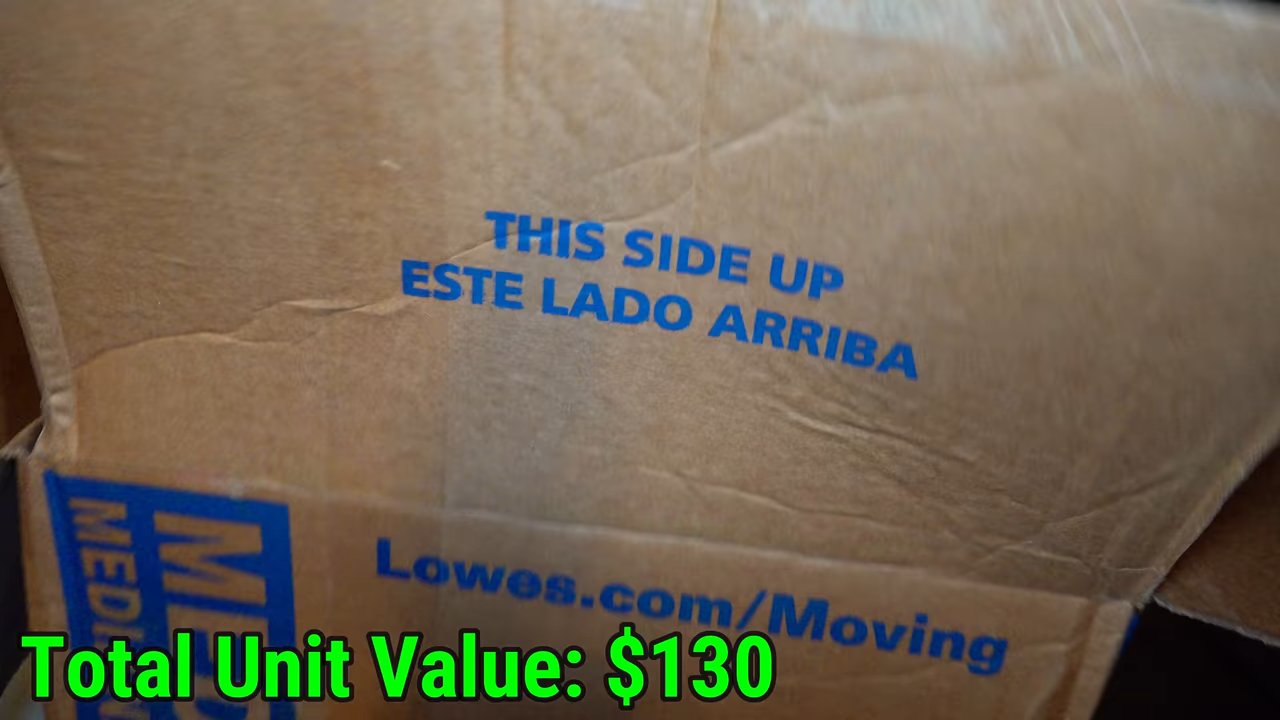 THIS SIDE UP
ESTE LADO ARRIBA
Lowes.com/Moving
Total Unit Value: $130